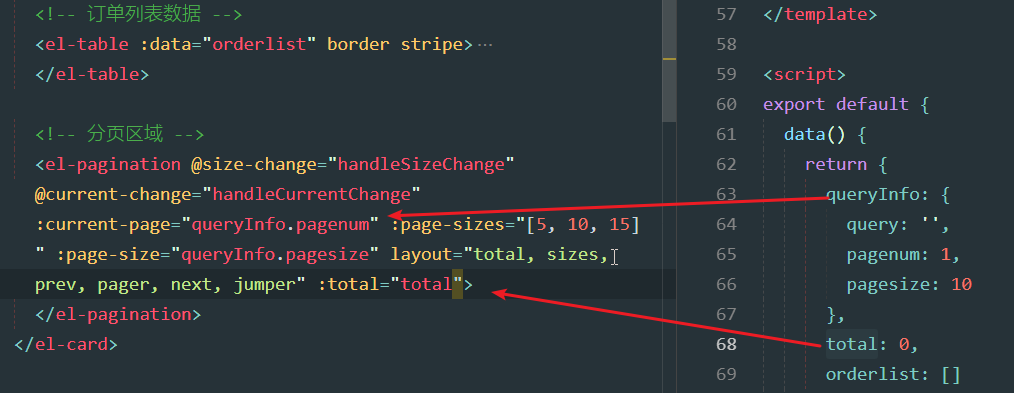 <!-- 订单列表数据 -->
<el-table :data="orderlist" border stripe>···
</el-table>
<!-- 分页区域 -->
<el-pagination @size-change="handleSizeChange"
@current-change="handleCurrentChange"
:current-page="queryInfo.pagenum" :page-sizes="[5, 10, 15]
" :page-size="queryInfo.pagesize" layout="total, sizes,
prev, pager, next, jumper" :total="total">
</el-pagination>
</el-card>
57 </template>
58
59 <script>
60 export default {
61 data() {
62 return {
63 queryInfo: {
64 query: '',
65 pagenum: 1,
66 pagesize: 10
67 },
68 total: 0,
69 orderlist: []